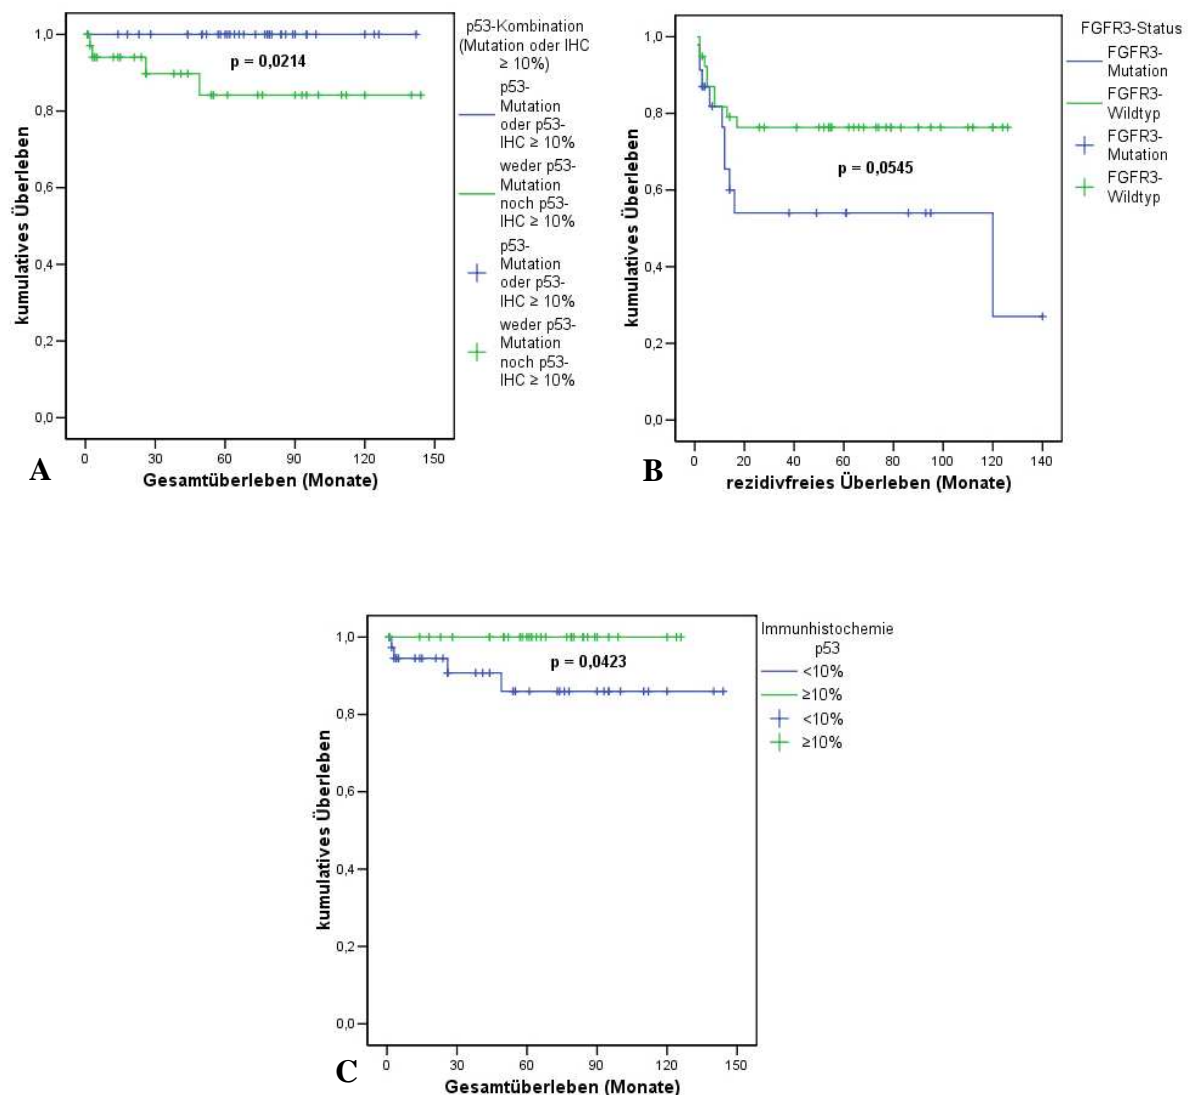 1,0
0,8
0,6
0,4
0,2
0,0
kumulatives Überleben
p = 0,0214
0 30 60 90 120 150
Gesamtüberleben (Monate)
A
p53-Kombination
(Mutation oder IHC
≥ 10%)
p53-
Mutation
oder p53-
IHC ≥ 10%
weder p53-
Mutation
noch p53-
IHC ≥ 10%
p53-
Mutation
oder p53-
IHC ≥ 10%
weder p53-
Mutation
noch p53-
IHC ≥ 10%
1,0
0,8
0,6
0,4
0,2
0,0
kumulatives Überleben
p = 0,0545
0 20 40 60 80 100 120 140
rezidivfreies Überleben (Monate)
B
FGFR3-Status
FGFR3-
Mutation
FGFR3-
Wildtyp
FGFR3-
Mutation
FGFR3-
Wildtyp
1,0
0,8
0,6
0,4
0,2
0,0
kumulatives Überleben
p = 0,0423
0 30 60 90 120 150
Gesamtüberleben (Monate)
C
Immunhistochemie
p53
<10%
≥10%
<10%
≥10%